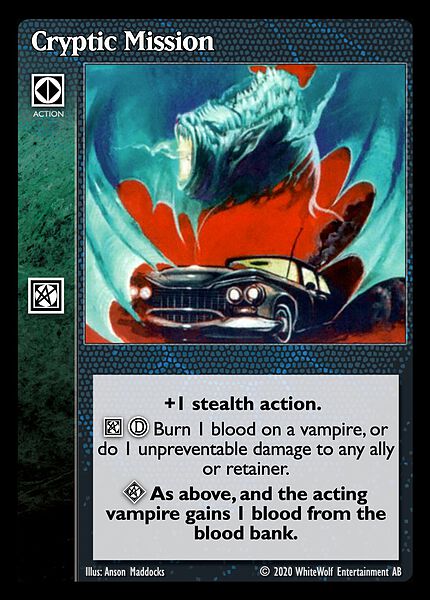 Cryptic Mission
ACTION
+1 stealth action.
D Burn 1 blood on a vampire, or
do 1 unpreventable damage to any ally
or retainer.
As above, and the acting
vampire gains 1 blood from the
blood bank.
Illus: Anson Maddocks © 2020 WhiteWolf Entertainment AB